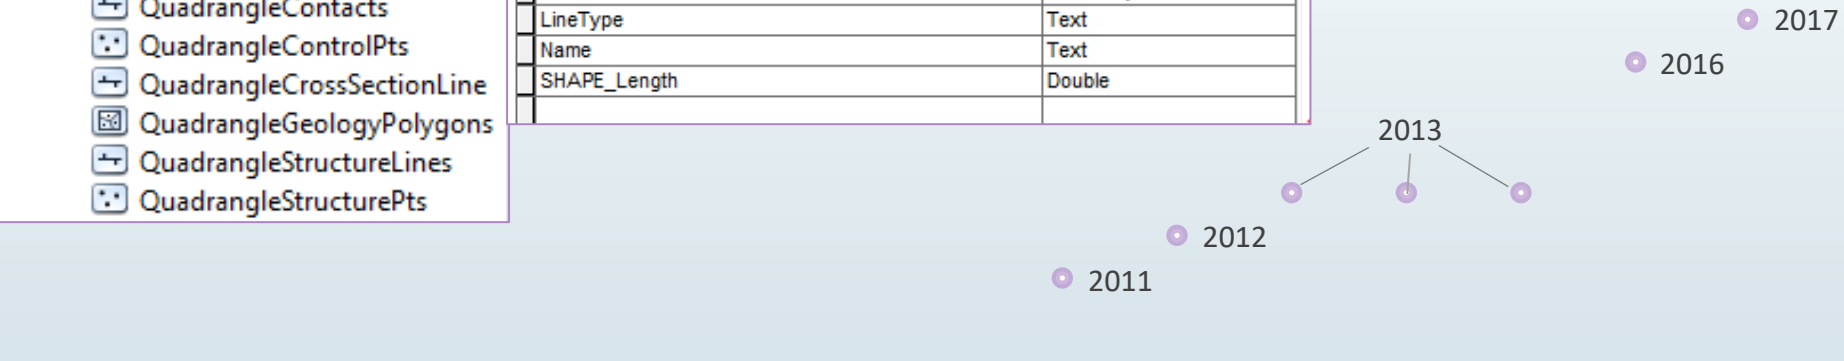 QuadrangleContacts
QuadrangleControlPts
QuadrangleCrossSectionLine
QuadrangleGeologyPolygons
QuadrangleStructureLines
QuadrangleStructurePts
LineType Text
Name Text
SHAPE_Length Double
2017
2016
2013
2012
2011